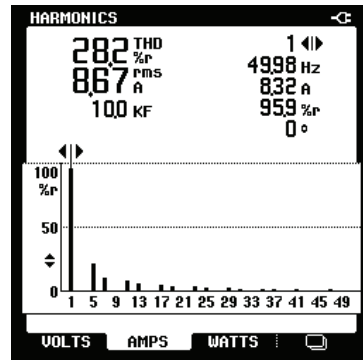 HARMONICS
28.2 THD %r
8.67 rms A
10.0 KF
1
49.98 Hz
8.32 A
95.9 %r
0 °
100
%r
50
0
1 5 9 13 17 21 25 29 33 37 41 45 49
VOLTS AMPS WATTS